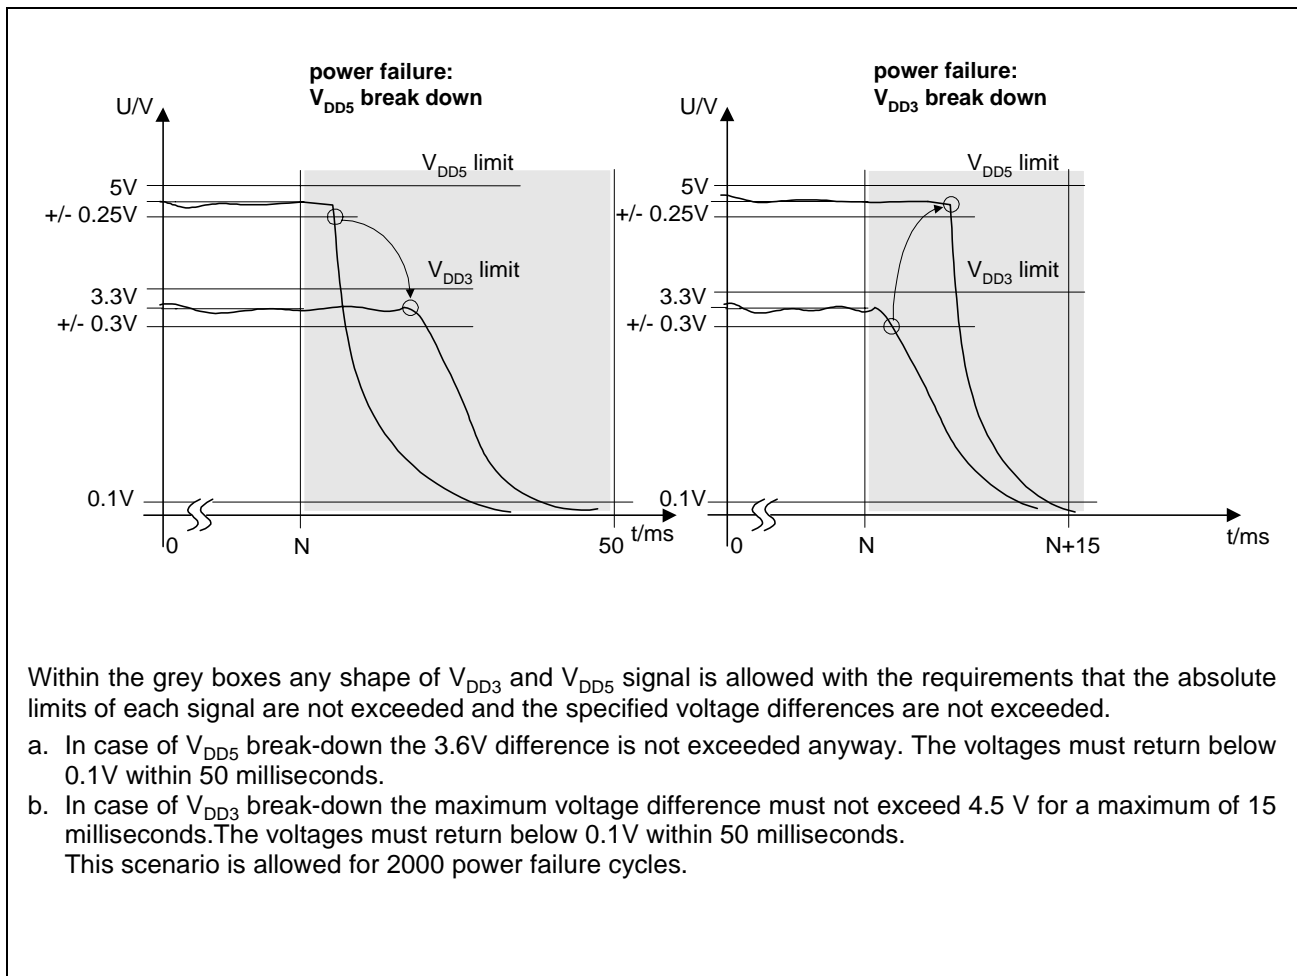 power failure:
VDD5 break down
U/V
VDD5 limit
5V
+/- 0.25V
VDD3 limit
3.3V
+/- 0.3V
0.1V
0
N
50
t/ms
power failure:
VDD3 break down
U/V
VDD5 limit
5V
+/- 0.25V
VDD3 limit
3.3V
+/- 0.3V
0.1V
0
N
N+15
t/ms
Within the grey boxes any shape of VDD3 and VDD5 signal is allowed with the requirements that the absolute
limits of each signal are not exceeded and the specified voltage differences are not exceeded.
a. In case of VDD5 break-down the 3.6V difference is not exceeded anyway. The voltages must return below
0.1V within 50 milliseconds.
b. In case of VDD3 break-down the maximum voltage difference must not exceed 4.5 V for a maximum of 15
milliseconds.The voltages must return below 0.1V within 50 milliseconds.
This scenario is allowed for 2000 power failure cycles.